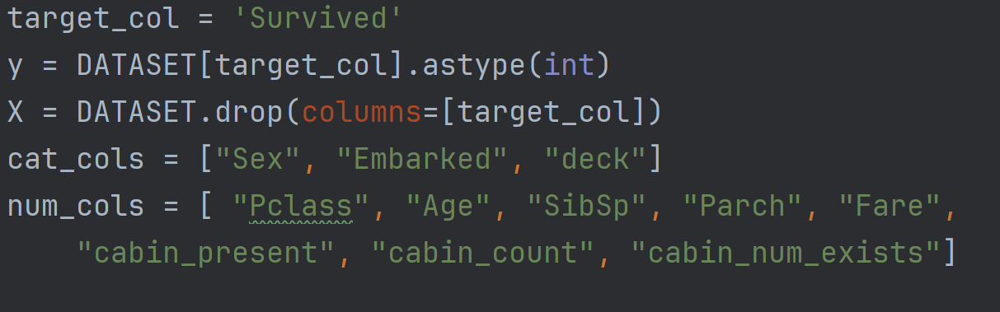 target_col = 'Survived'
y = DATASET[target_col].astype(int)
X = DATASET.drop(columns=[target_col])
cat_cols = ["Sex", "Embarked", "deck"]
num_cols = [ "Pclass", "Age", "SibSp", "Parch", "Fare",
    "cabin_present", "cabin_count", "cabin_num_exists"]